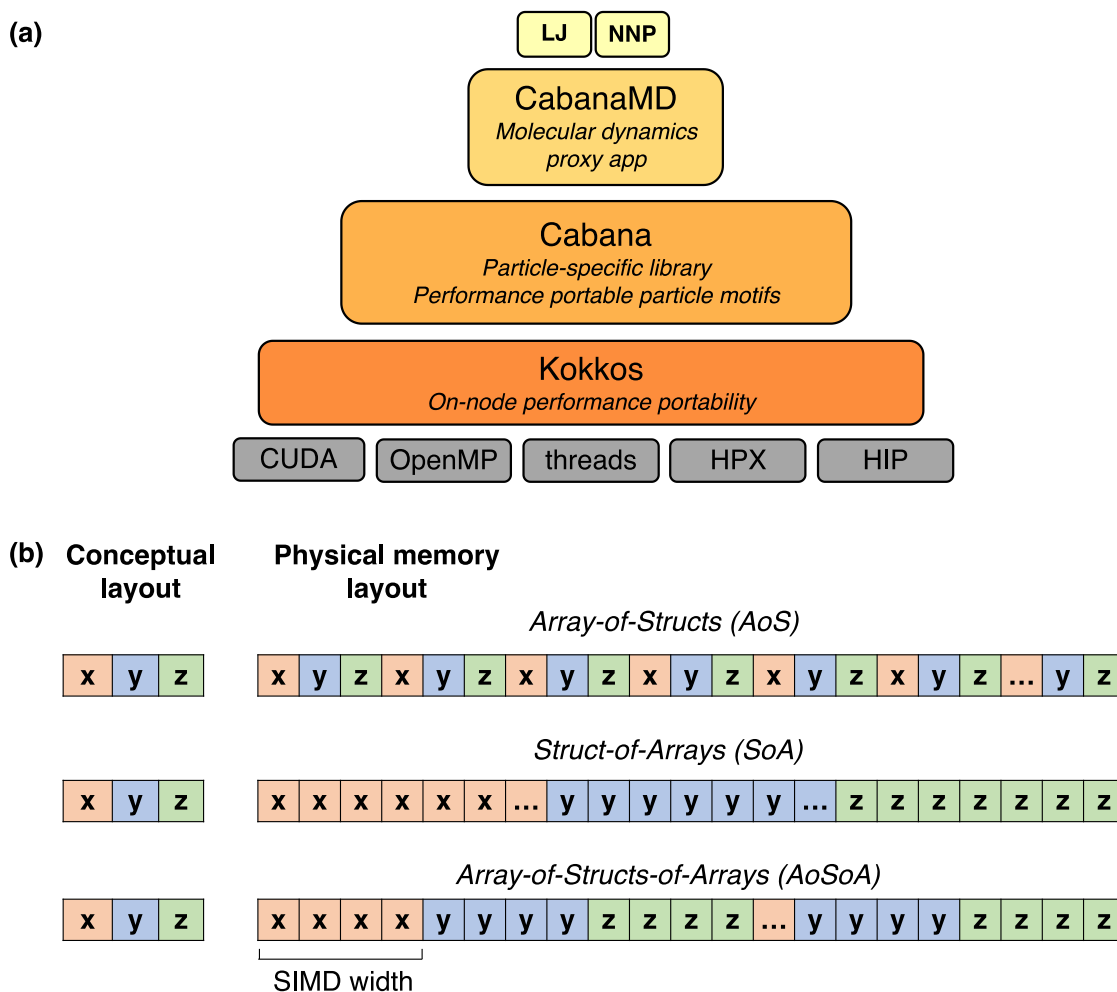 (a)
LJ NNP
CabanaMD
Molecular dynamics
proxy app
Cabana
Particle-specific library
Performance portable particle motifs
Kokkos
On-node performance portability
CUDA OpenMP threads HPX HIP
(b)
Conceptual layout
Physical memory layout
Array-of-Structs (AoS)
x y z x y z x y z x y z x y z x y z x y z ... y z
Struct-of-Arrays (SoA)
x y z x x x x x x ... y y y y y y ... z z z z z z z
Array-of-Structs-of-Arrays (AoSoA)
x y z x x x x y y y y z z z z ... y y y y z z z z
SIMD width